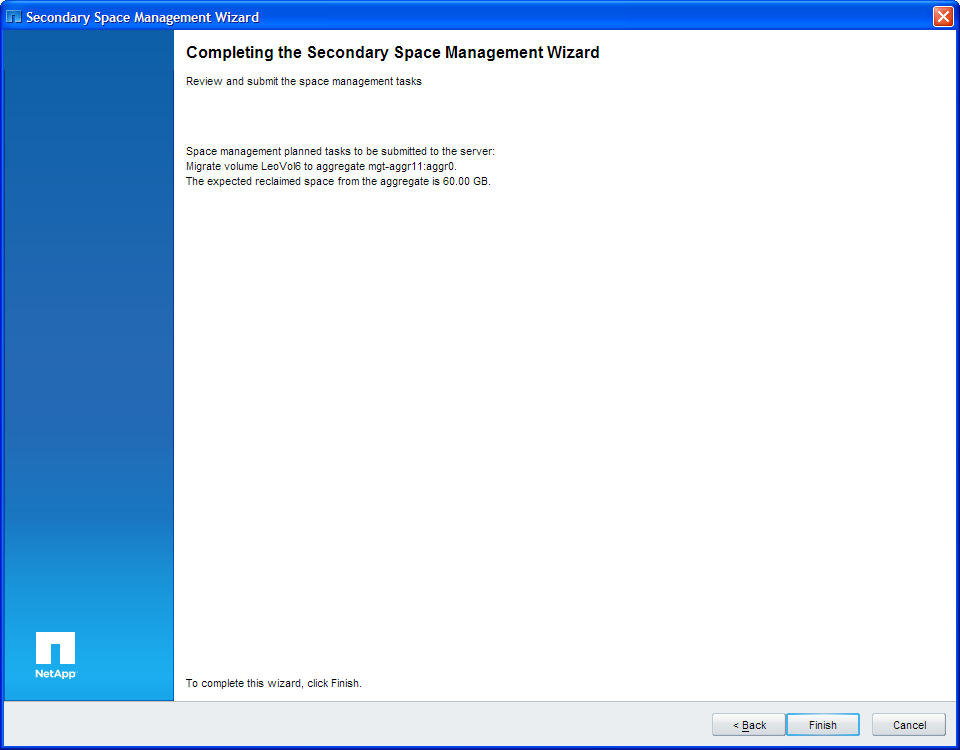 Secondary Space Management Wizard
Completing the Secondary Space Management Wizard
Review and submit the space management tasks
Space management planned tasks to be submitted to the server:
Migrate volume LeoVol6 to aggregate mgt-aggr11:aggr0.
The expected reclaimed space from the aggregate is 60.00 GB.
NetApp
To complete this wizard, click Finish.
< Back
Finish
Cancel